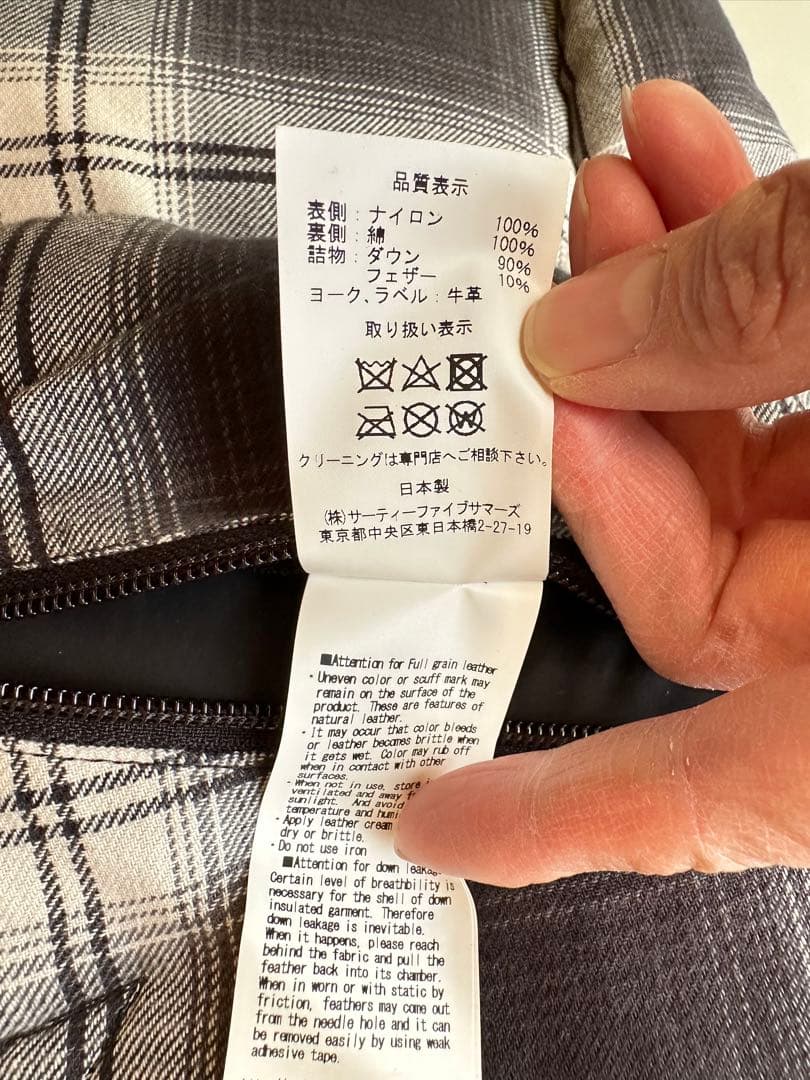 品質表示
表側：ナイロン 100%
裏側：綿 100%
詰物：ダウン 90%
フェザー 10%
ヨーク、ラベル：牛革
取り扱い表示
W
クリーニングは専門店へご相談下さい。
日本製
(株)サーティーファイブサマーズ
東京都中央区東日本橋2-27-19
■Attention for Full grain leather
・Uneven color or scuff mark may
remain on the surface of the
product. These are features of
natural leather.
・It may occur that color bleeds
or leather becomes brittle when
it gets wet. Color may rub off
when in contact with other
surfaces.
・When not in use, store
ventilated and away
sunlight. And avoid
temperature and
・Apply leather cream
dry or brittle.
・Do not use iron
■Attention for down
Certain level of breathbility is
necessary for the shell of down
insulated garment. Therefore
down leakage is inevitable.
When it happens, please reach
behind the fabric and pull the
feather back into its chamber.
When in worn or with static by
friction, feathers may come out
from the needle hole and it can
be removed easily by using weak
adhesive tape.